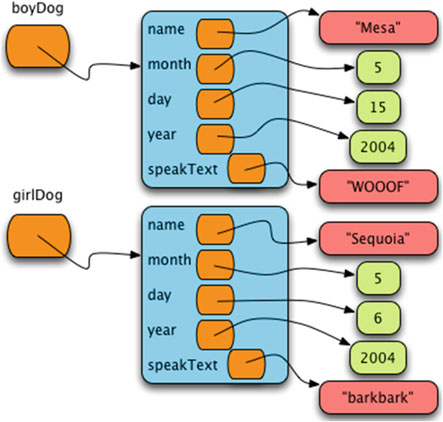 boyDog
name
"Mesa"
month
5
day
15
year
2004
speakText
"WOOOF"
girlDog
name
"Sequoia"
month
5
day
6
year
2004
speakText
"barkbark"